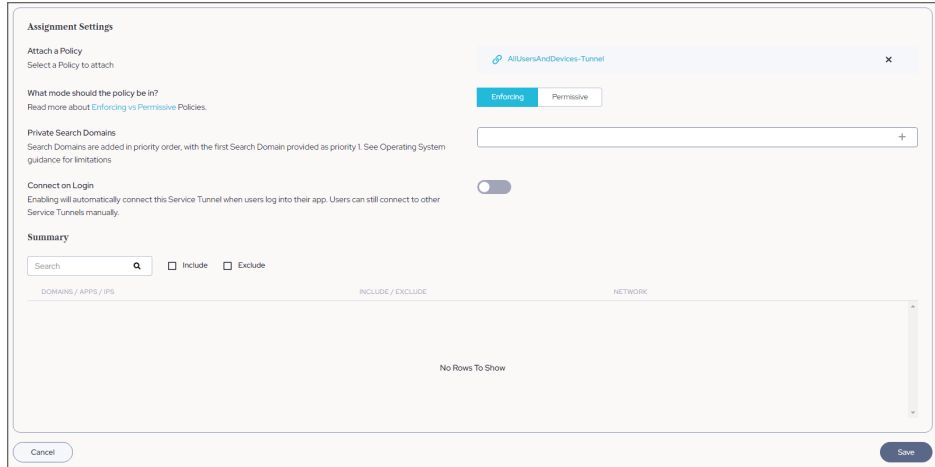 Assignment Settings
Attach a Policy
Select a Policy to attach
AllUsersAndDevices-Tunnel
What mode should the policy be in?
Read more about Enforcing vs Permissive Policies.
Enforcing
Permissive
Private Search Domains
Search Domains are added in priority order, with the first Search Domain provided as priority 1. See Operating System
guidance for limitations
Connect on Login
Enabling will automatically connect this Service Tunnel when users log into their app. Users can still connect to other
Service Tunnels manually.
Summary
Search
Include
Exclude
DOMAINS / APPS / IPS
INCLUDE / EXCLUDE
NETWORK
No Rows To Show
Cancel
Save